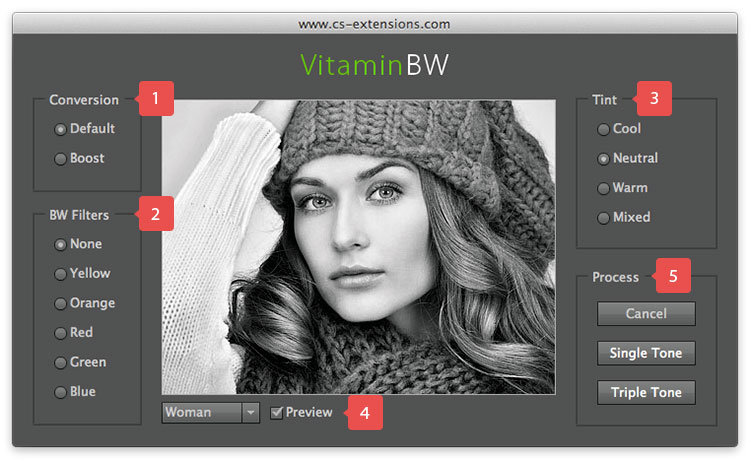 www.cs-extensions.com
VitaminBW
Conversion 1
Default
Boost
BW Filters 2
None
Yellow
Orange
Red
Green
Blue
Woman Preview 4
Tint 3
Cool
Neutral
Warm
Mixed
Process 5
Cancel
Single Tone
Triple Tone